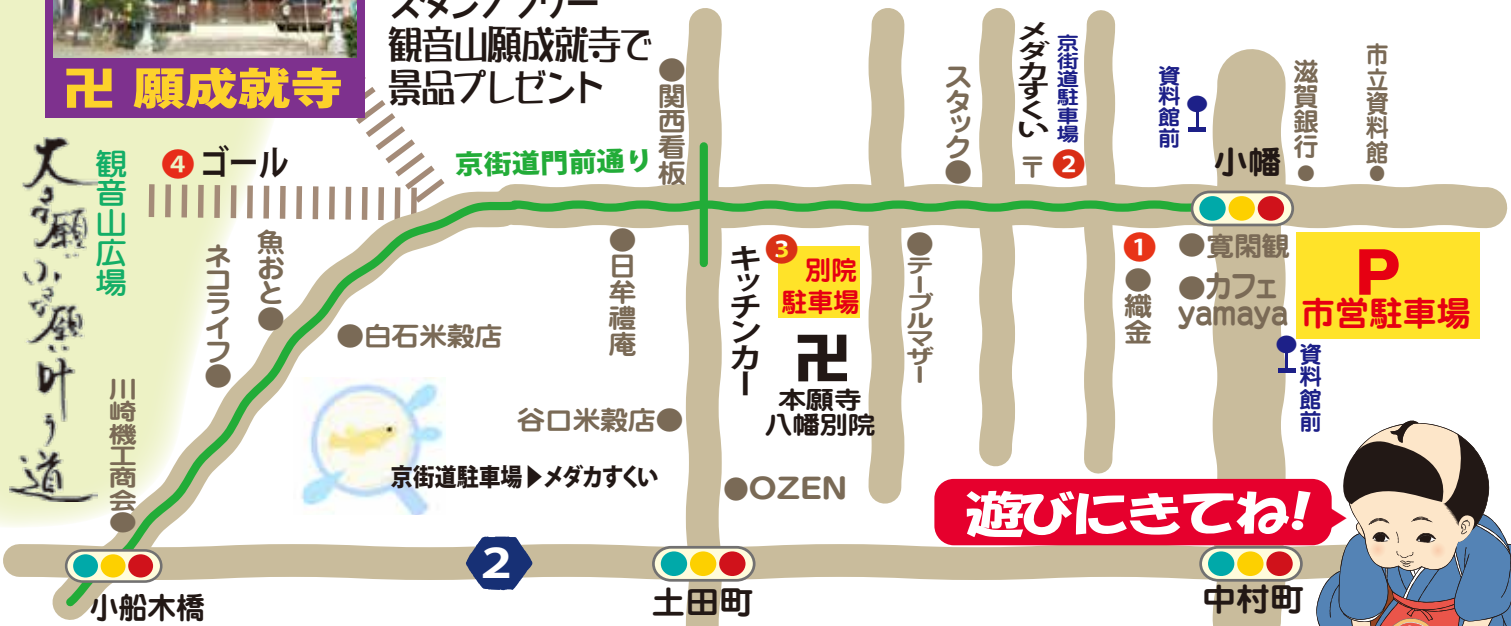 スタンプラリー
観音山願成就寺で
景品プレゼント
卍 願成就寺
大きな願い小さな願い叶う道
観音山広場
4 ゴール
京街道門前通り
関西看板
スタック
メダカすくい
京街道駐車場
〒 2
資料館前
小幡
滋賀銀行
市立資料館
ネコライフ
魚おと
日牟禮庵
白石米穀店
キッチンカー
3
別院
駐車場
卍
本願寺
八幡別院
テーブルマザー
1
織金
寛閑観
カフェ
yamaya
P
市営駐車場
資料館前
川崎機工商会
谷口米穀店
京街道駐車場▶メダカすくい
OZEN
遊びにきてね!
2
小船木橋
土田町
中村町